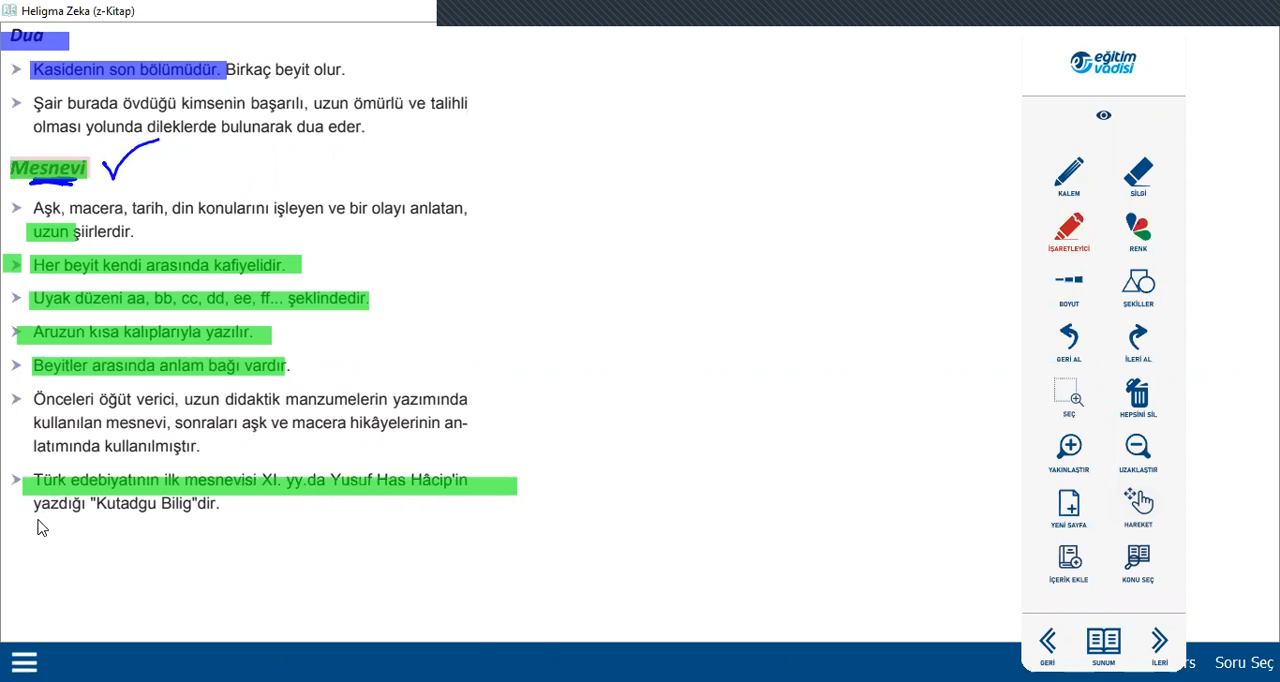 Heligma Zeka (z-Kitap)
Dua
Kasidenin son bölümüdür. Birkaç beyit olur.
Şair burada övdüğü kimsenin başarılı, uzun ömürlü ve talihli
olması yolunda dileklerde bulunarak dua eder.
Mesnevi
Aşk, macera, tarih, din konularını işleyen ve bir olayı anlatan,
uzun şiirlerdir.
Her beyit kendi arasında kafiyelidir.
Uyak düzeni aa, bb, cc, dd, ee, ff... şeklindedir.
Aruzun kısa kalıplarıyla yazılır.
Beyitler arasında anlam bağı vardır.
Önceleri öğüt verici, uzun didaktik manzumelerin yazımında
kullanılan mesnevi, sonraları aşk ve macera hikâyelerinin an-
latımında kullanılmıştır.
Türk edebiyatının ilk mesnevisi XI. yy.da Yusuf Has Hâcip'in
yazdığı "Kutadgu Bilig"dir.
eğitim
vadisi
KALEM SİLGİ
İŞARETLEYİCİ RENK
BOYUT ŞEKİLLER
GERİ AL İLERİ AL
SEÇ HEPSİNİ SİL
YAKINLAŞTIR UZAKLAŞTIR
YENİ SAYFA HAREKET
İÇERİK EKLE KONU SEÇ
GERİ SUNUM İLERİ
rs Soru Seç